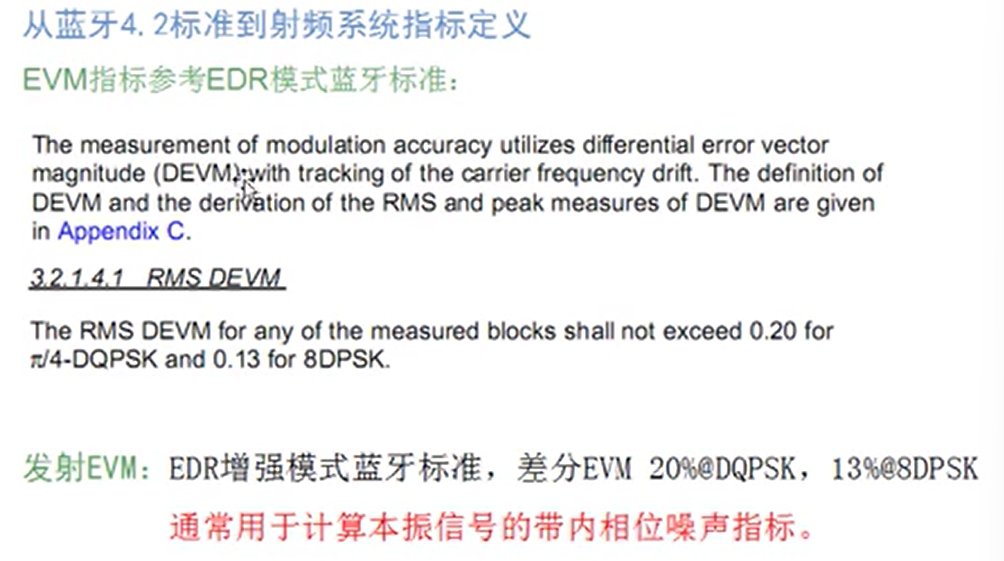 从蓝牙4.2标准到射频系统指标定义
EVM指标参考EDR模式蓝牙标准：
The measurement of modulation accuracy utilizes differential error vector
magnitude (DEVM) with tracking of the carrier frequency drift. The definition of
DEVM and the derivation of the RMS and peak measures of DEVM are given
in Appendix C.
3.2.1.4.1 RMS DEVM
The RMS DEVM for any of the measured blocks shall not exceed 0.20 for
π/4-DQPSK and 0.13 for 8DPSK.
发射EVM：EDR增强模式蓝牙标准，差分EVM 20%@DQPSK，13%@8DPSK
通常用于计算本振信号的带内相位噪声指标。